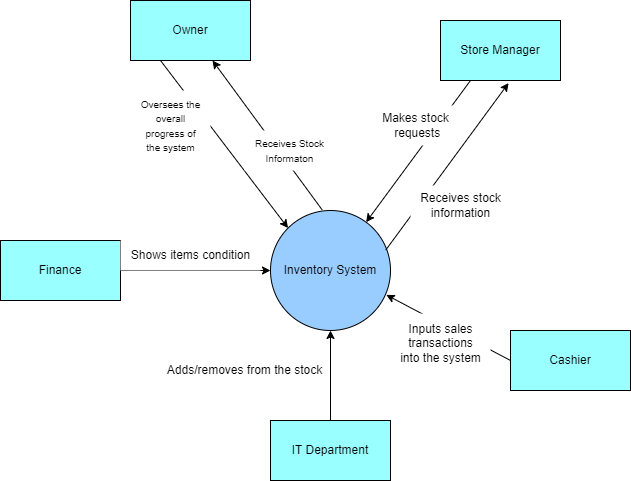 Owner
Store Manager
Oversees the
overall
progress of
the system
Makes stock
requests
Receives Stock
Informaton
Receives stock
information
Shows items condition
Finance
Inventory System
Inputs sales
transactions
into the system
Cashier
Adds/removes from the stock
IT Department